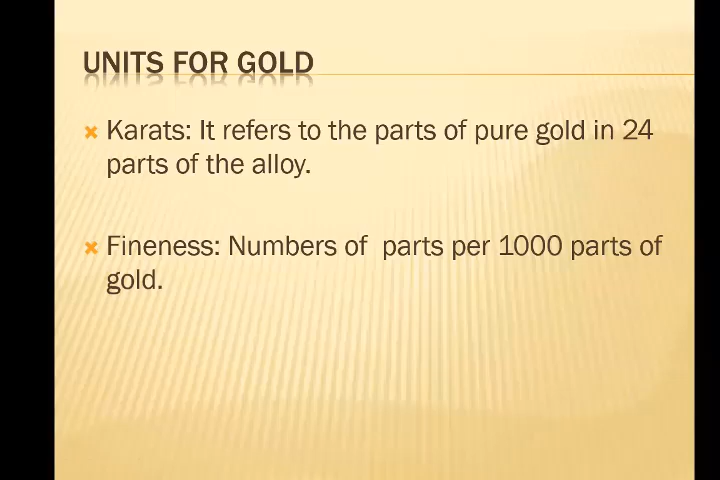 UNITS FOR GOLD
Karats: It refers to the parts of pure gold in 24
parts of the alloy.
Fineness: Numbers of  parts per 1000 parts of
gold.